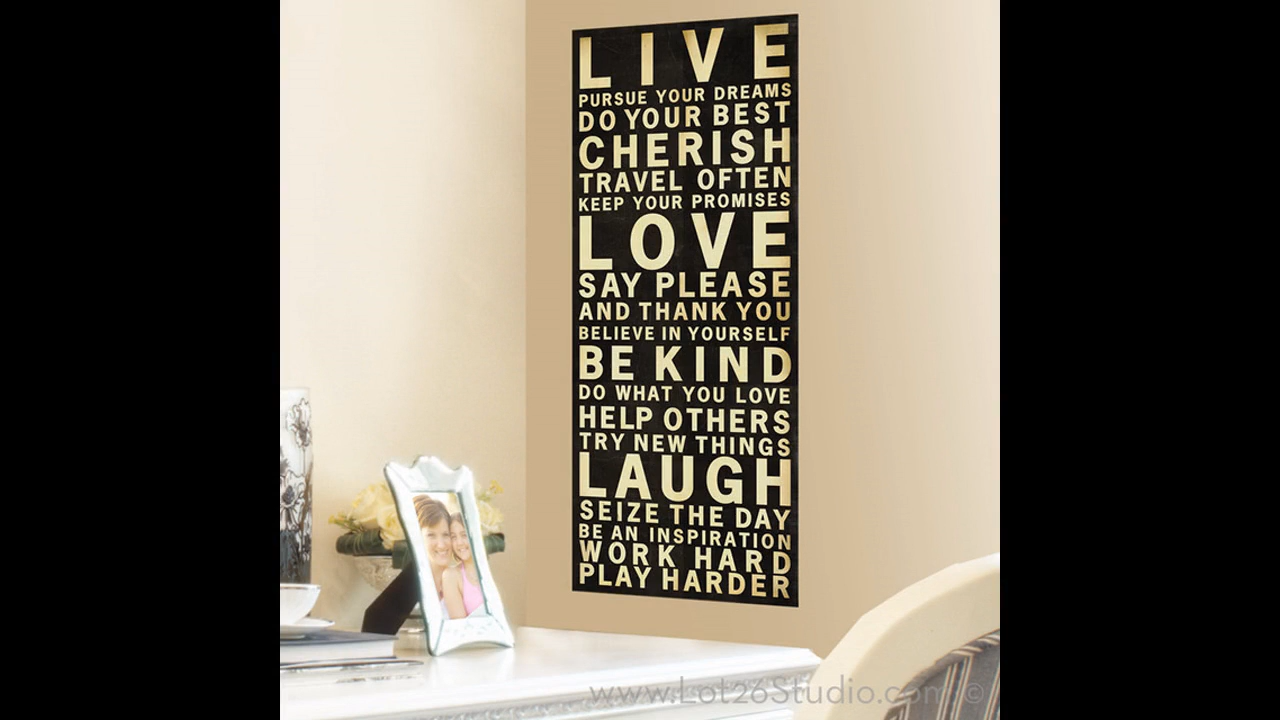 LIVE
PURSUE YOUR DREAMS
DO YOUR BEST
CHERISH
TRAVEL OFTEN
KEEP YOUR PROMISES
LOVE
SAY PLEASE
AND THANK YOU
BELIEVE IN YOURSELF
BE KIND
DO WHAT YOU LOVE
HELP OTHERS
TRY NEW THINGS
LAUGH
SEIZE THE DAY
BE AN INSPIRATION
WORK HARD
PLAY HARDER
www.Lot26Studio.com ©